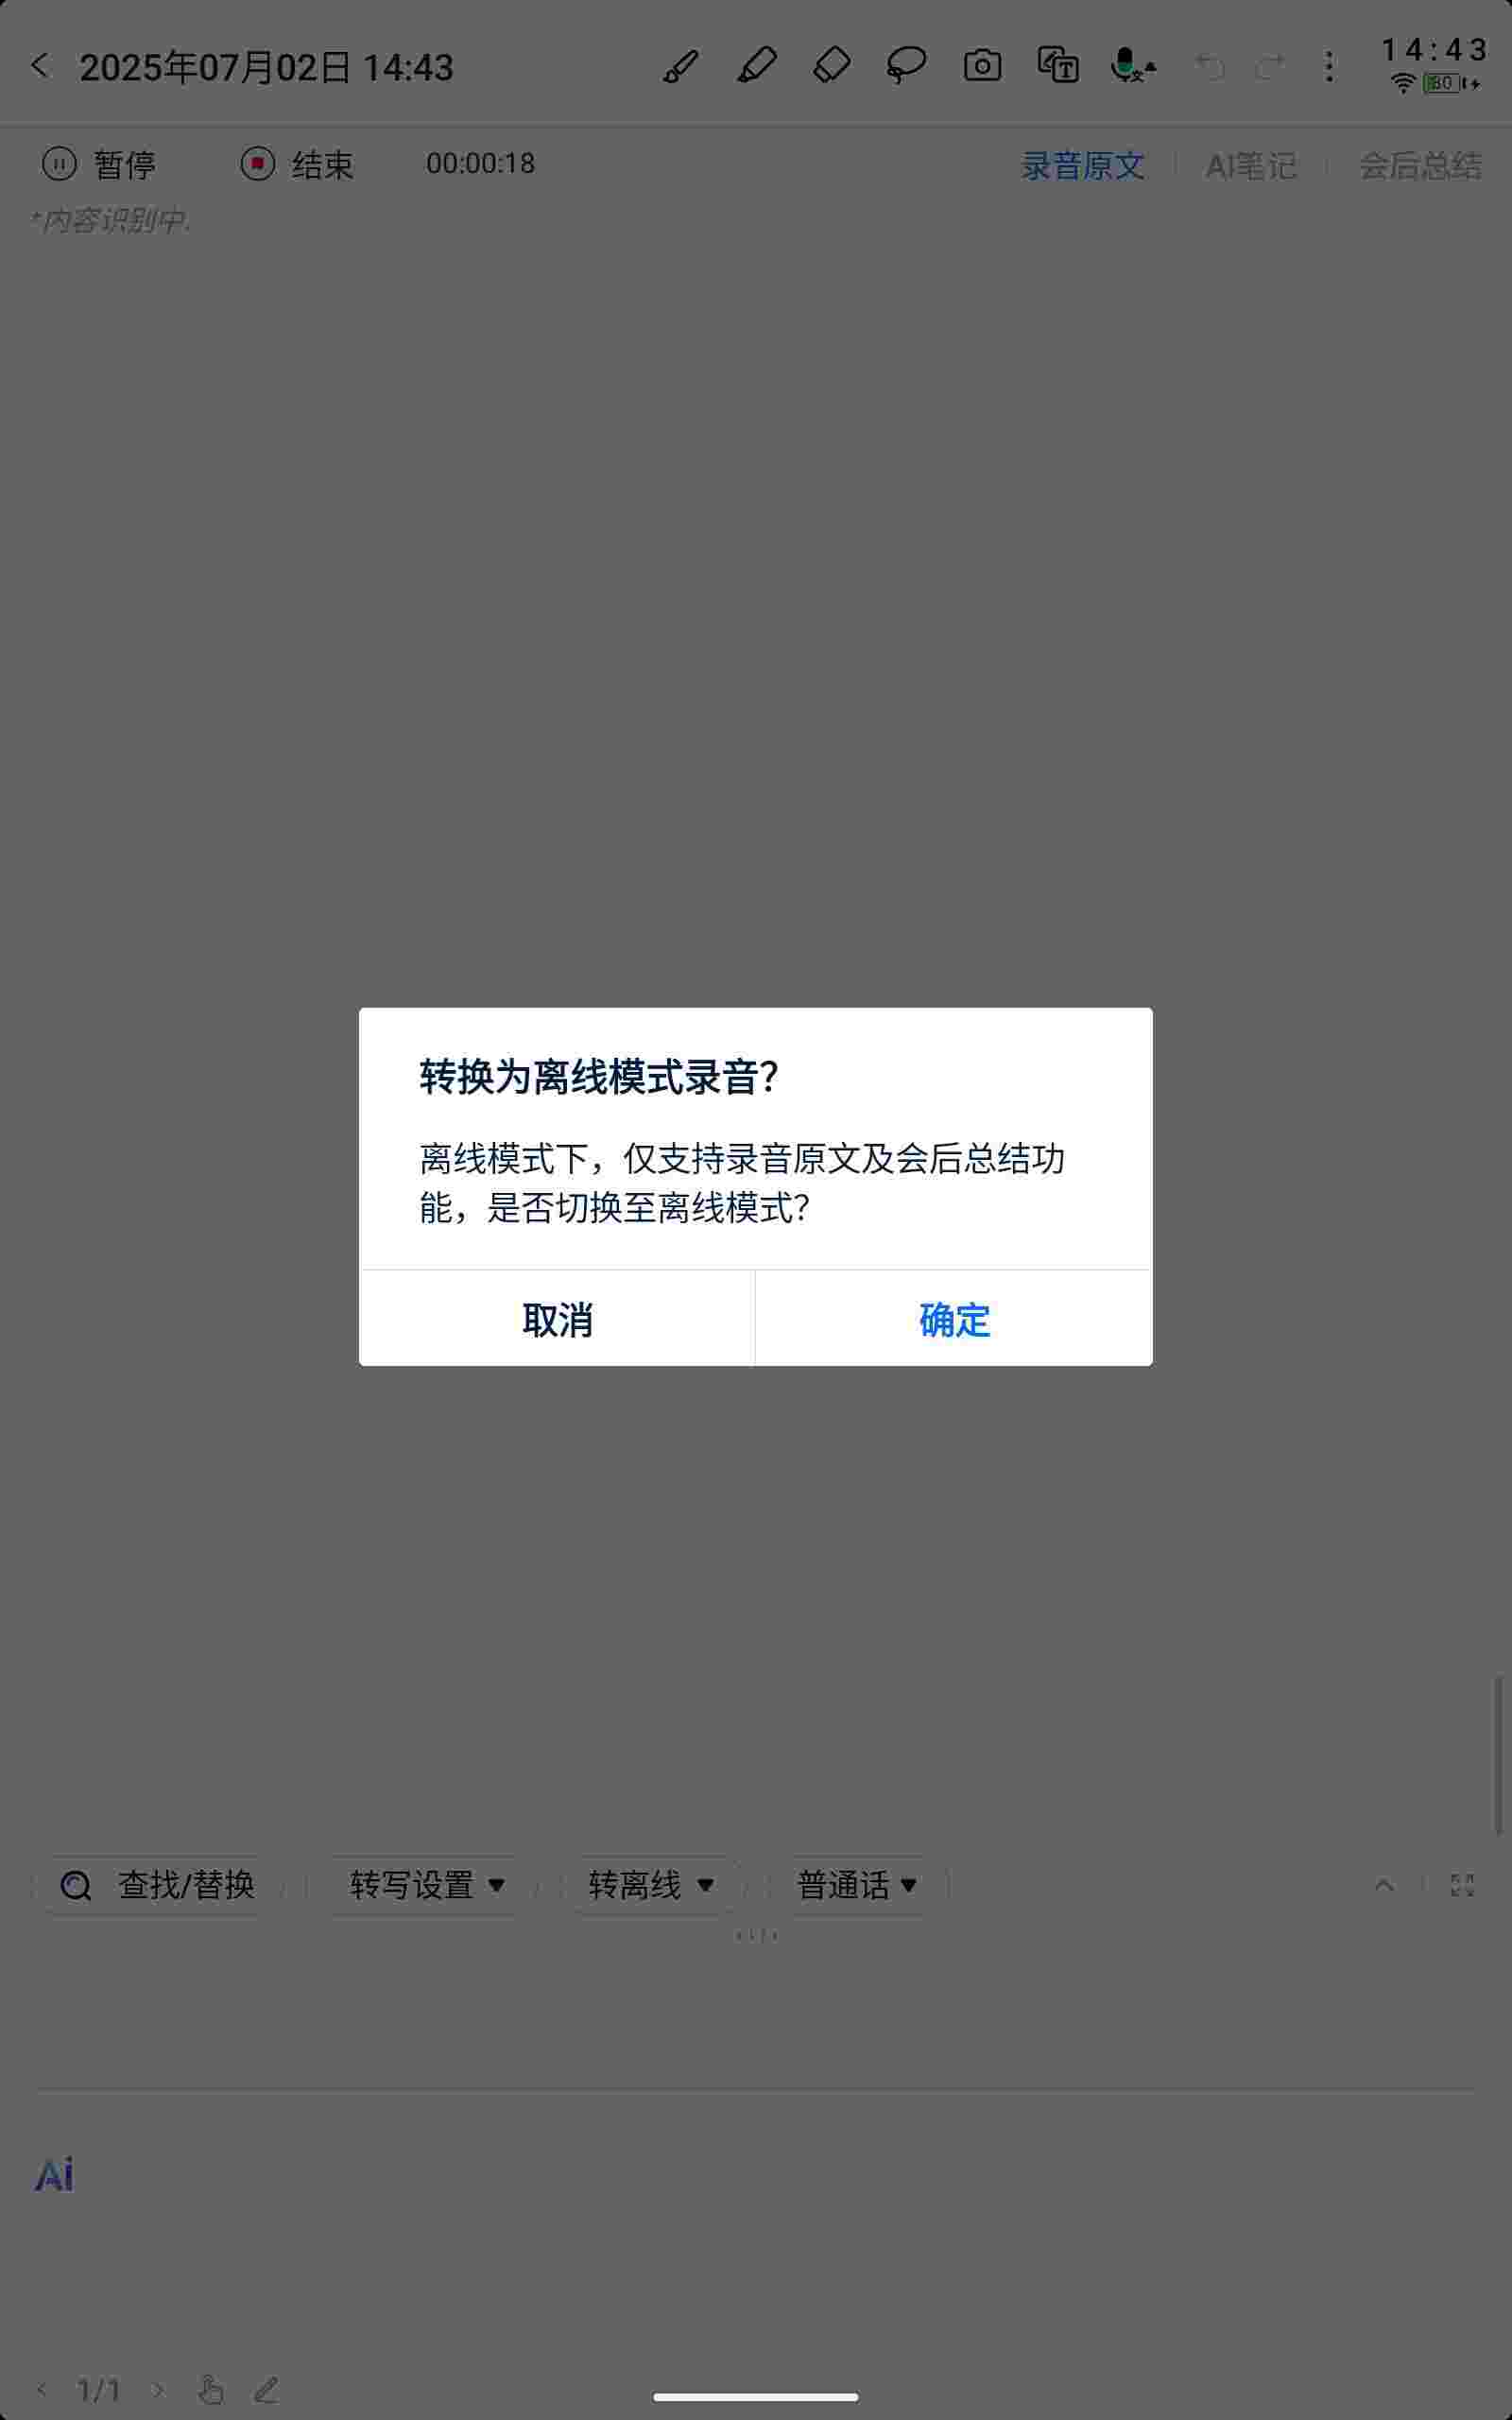 2025年07月02日 14:43
14:43
80
暂停 结束 00:00:18 录音原文 AI笔记 会后总结
*内容识别中.
转换为离线模式录音?
离线模式下，仅支持录音原文及会后总结功
能，是否切换至离线模式?
取消 确定
查找/替换 转写设置 转离线 普通话
Ai
1/1